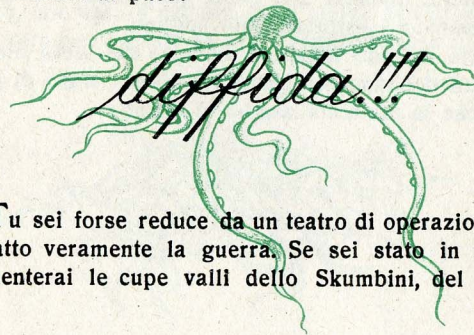 diffida!!!
Tu sei forse reduce da un teatro di operazio
atto veramente la guerra. Se sei stato in
enterai le cupe valli dello Skumbini, del